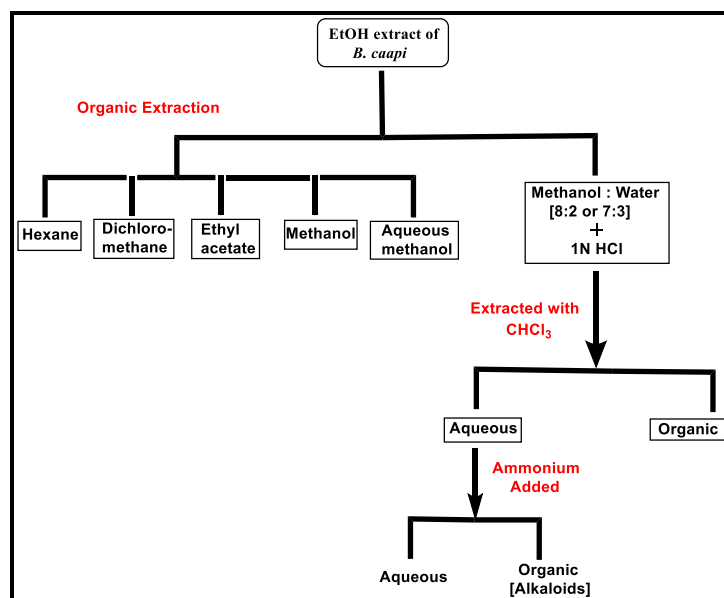 EtOH extract of
B. caapi
Organic Extraction
Hexane
Dichloro-
methane
Ethyl
acetate
Methanol
Aqueous
methanol
Methanol : Water
[8:2 or 7:3]
+
1N HCl
Extracted with
CHCl₃
Aqueous
Organic
Ammonium
Added
Aqueous
Organic
[Alkaloids]